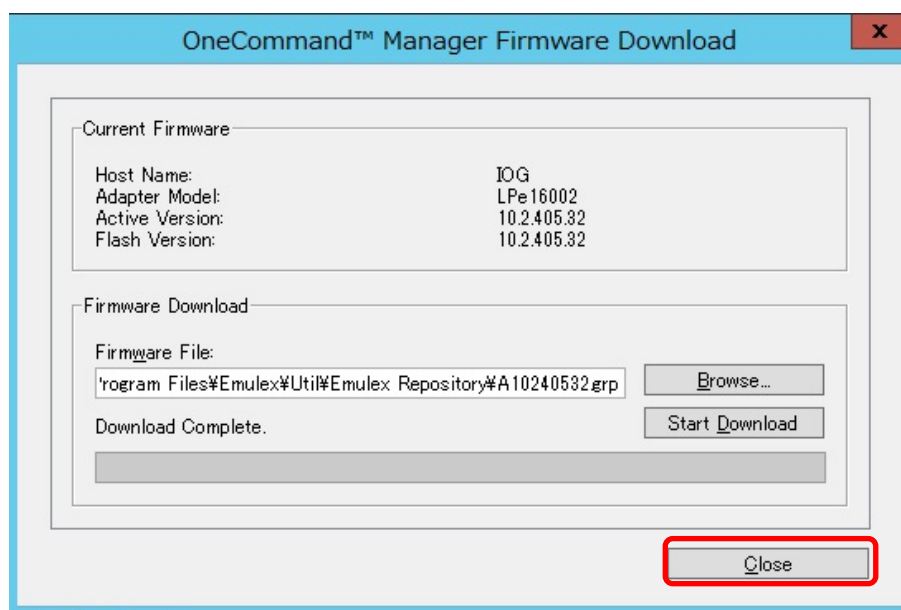 OneCommand™ Manager Firmware Download
x
Current Firmware
Host Name: IOG
Adapter Model: LPe16002
Active Version: 10.2.405.32
Flash Version: 10.2.405.32
Firmware Download
Firmware File:
'rogram Files¥Emulex¥Util¥Emulex Repository¥A10240532.grp
Browse...
Download Complete.
Start Download
Close